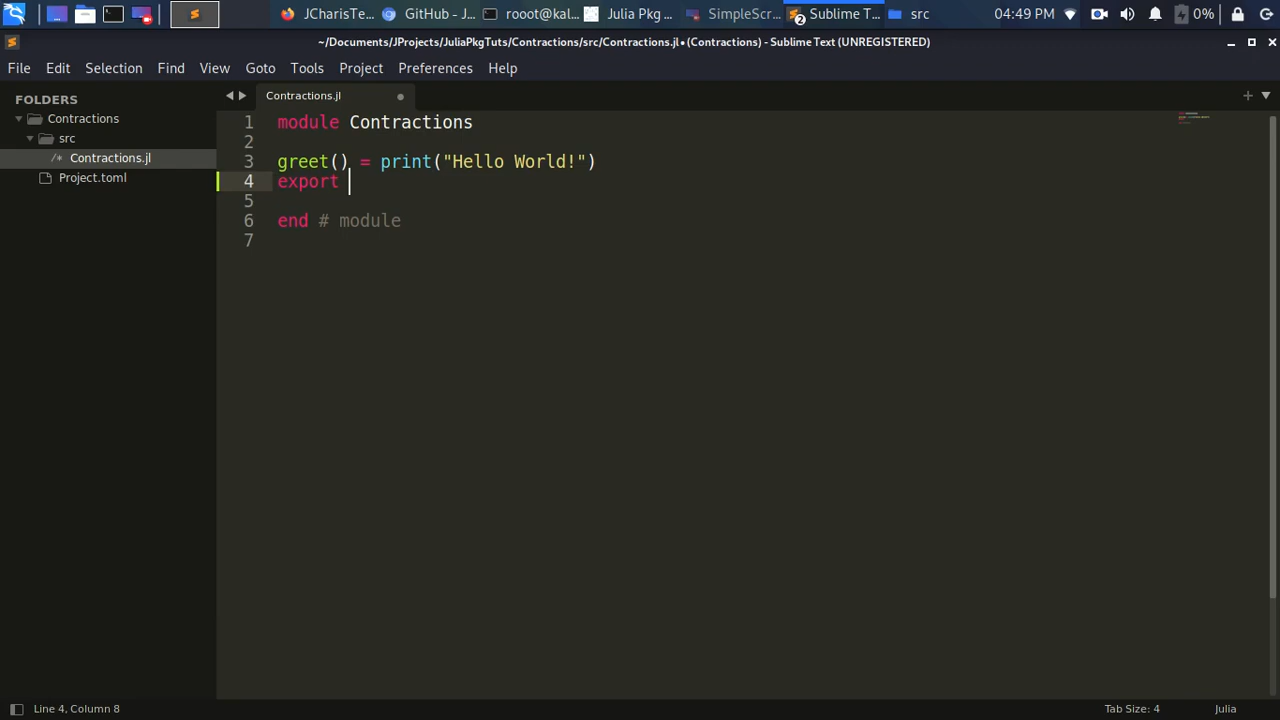 JCharisTe...
GitHub - J...
rooot@kal...
Julia Pkg ...
SimpleScr...
2
Sublime T...
src
04:49 PM
0%
~/Documents/JProjects/JuliaPkgTuts/Contractions/src/Contractions.jl• (Contractions) - Sublime Text (UNREGISTERED)
File Edit Selection Find View Goto Tools Project Preferences Help
FOLDERS
Contractions
src
/* Contractions.jl
Project.toml
Contractions.jl
1 module Contractions
2
3 greet() = print("Hello World!")
4 export
5
6 end # module
7
Line 4, Column 8
Tab Size: 4
Julia